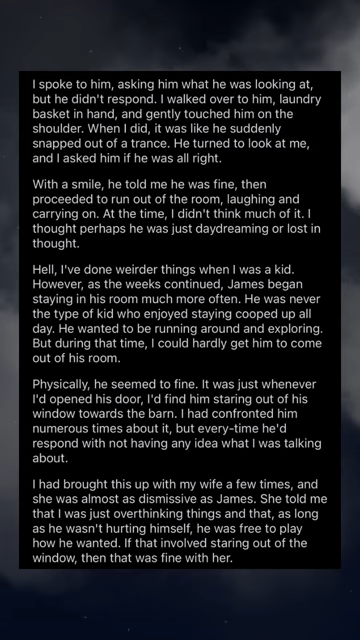 I spoke to him, asking him what he was looking at,
but he didn't respond. I walked over to him, laundry
basket in hand, and gently touched him on the
shoulder. When I did, it was like he suddenly
snapped out of a trance. He turned to look at me,
and I asked him if he was all right.
With a smile, he told me he was fine, then
proceeded to run out of the room, laughing and
carrying on. At the time, I didn't think much of it. I
thought perhaps he was just daydreaming or lost in
thought.
Hell, I've done weirder things when I was a kid.
However, as the weeks continued, James began
staying in his room much more often. He was never
the type of kid who enjoyed staying cooped up all
day. He wanted to be running around and exploring.
But during that time, I could hardly get him to come
out of his room.
Physically, he seemed to fine. It was just whenever
I'd opened his door, I'd find him staring out of his
window towards the barn. I had confronted him
numerous times about it, but every-time he'd
respond with not having any idea what I was talking
about.
I had brought this up with my wife a few times, and
she was almost as dismissive as James. She told me
that I was just overthinking things and that, as long
as he wasn't hurting himself, he was free to play
how he wanted. If that involved staring out of the
window, then that was fine with her.